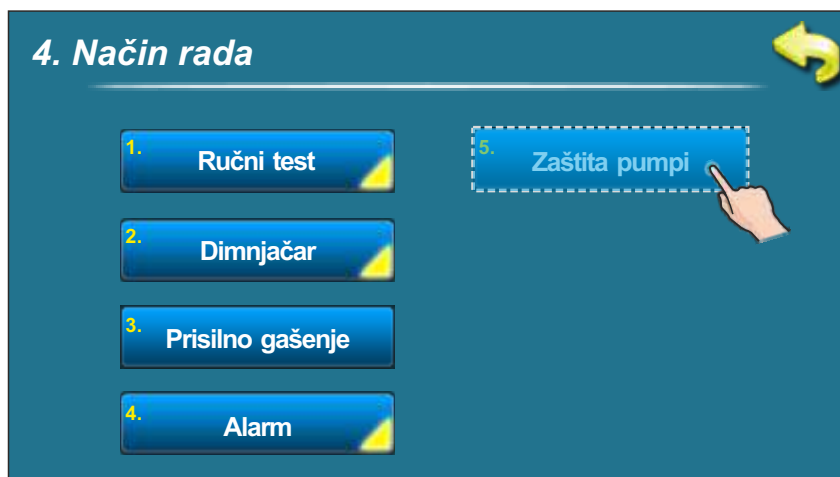 4. Način rada
1. Ručni test
2. Dimnjačar
3. Prisilno gašenje
4. Alarm
5. Zaštita pumpi